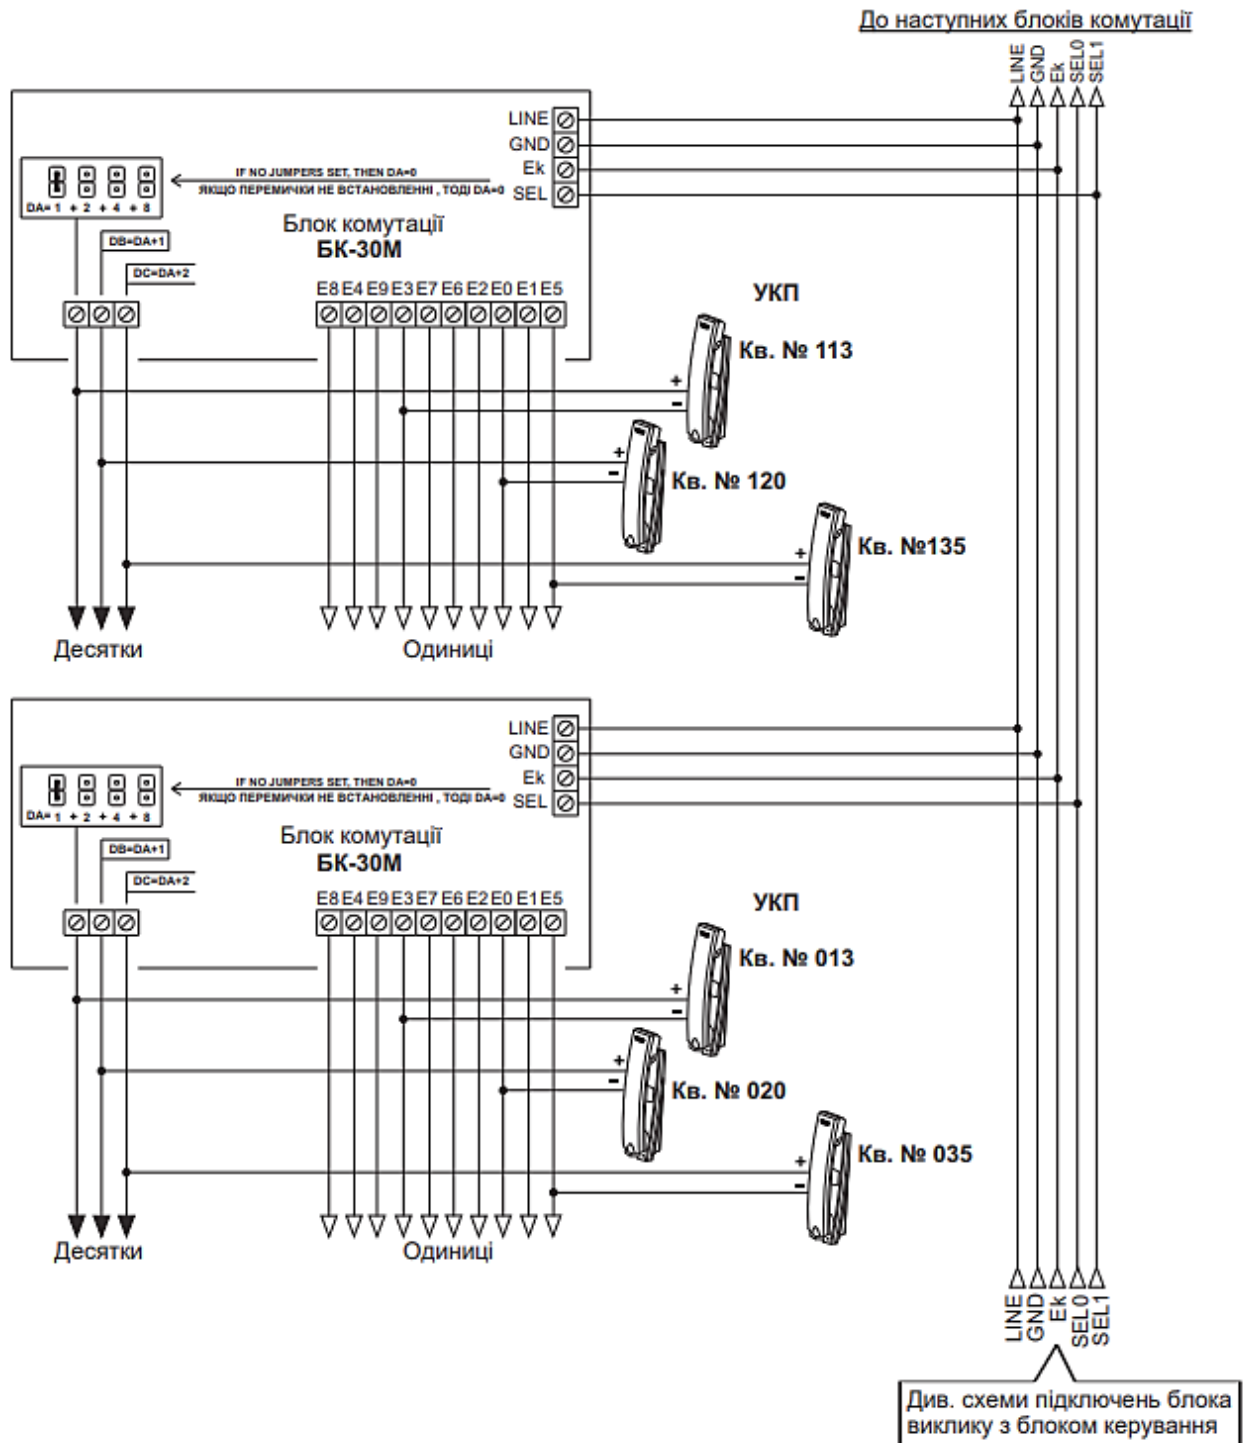 До наступних блоків комутації
LINE
GND
Ek
SEL0
SEL1
LINE
GND
Ek
SEL
IF NO JUMPERS SET, THEN DA=0
ЯКЩО ПЕРЕМИЧКИ НЕ ВСТАНОВЛЕННІ , ТОДІ DA=0
DA= 1 + 2 + 4 + 8
Блок комутації
БК-30М
DB=DA+1
DC=DA+2
E8 E4 E9 E3 E7 E6 E2 E0 E1 E5
УКП
Кв. № 113
+
-
+
-
Кв. № 120
+
-
Кв. №135
Десятки
Одиниці
LINE
GND
Ek
SEL
IF NO JUMPERS SET, THEN DA=0
ЯКЩО ПЕРЕМИЧКИ НЕ ВСТАНОВЛЕННІ , ТОДІ DA=0
DA= 1 + 2 + 4 + 8
Блок комутації
БК-30М
DB=DA+1
DC=DA+2
E8 E4 E9 E3 E7 E6 E2 E0 E1 E5
УКП
Кв. № 013
+
-
+
-
Кв. № 020
+
-
Кв. № 035
Десятки
Одиниці
LINE
GND
Ek
SEL0
SEL1
Див. схеми підключень блока
виклику з блоком керування